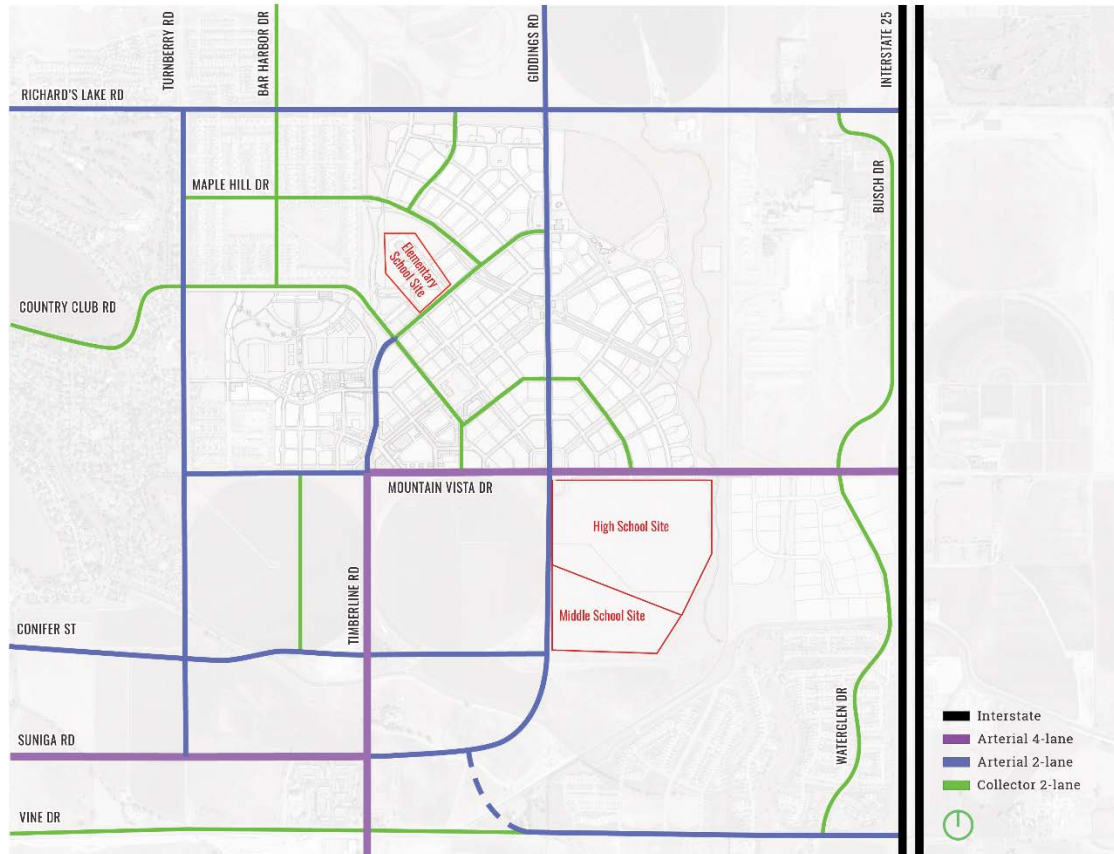 TURNBERRY RD
BAR HARBOR DR
GIDDINGS RD
INTERSTATE 25
RICHARD'S LAKE RD
MAPLE HILL DR
BUSCH DR
Elementary
School Site
COUNTRY CLUB RD
MOUNTAIN VISTA DR
High School Site
TIMBERLINE RD
Middle School Site
CONIFER ST
WATERGLEN DR
SUNIGA RD
VINE DR
Interstate
Arterial 4-lane
Arterial 2-lane
Collector 2-lane